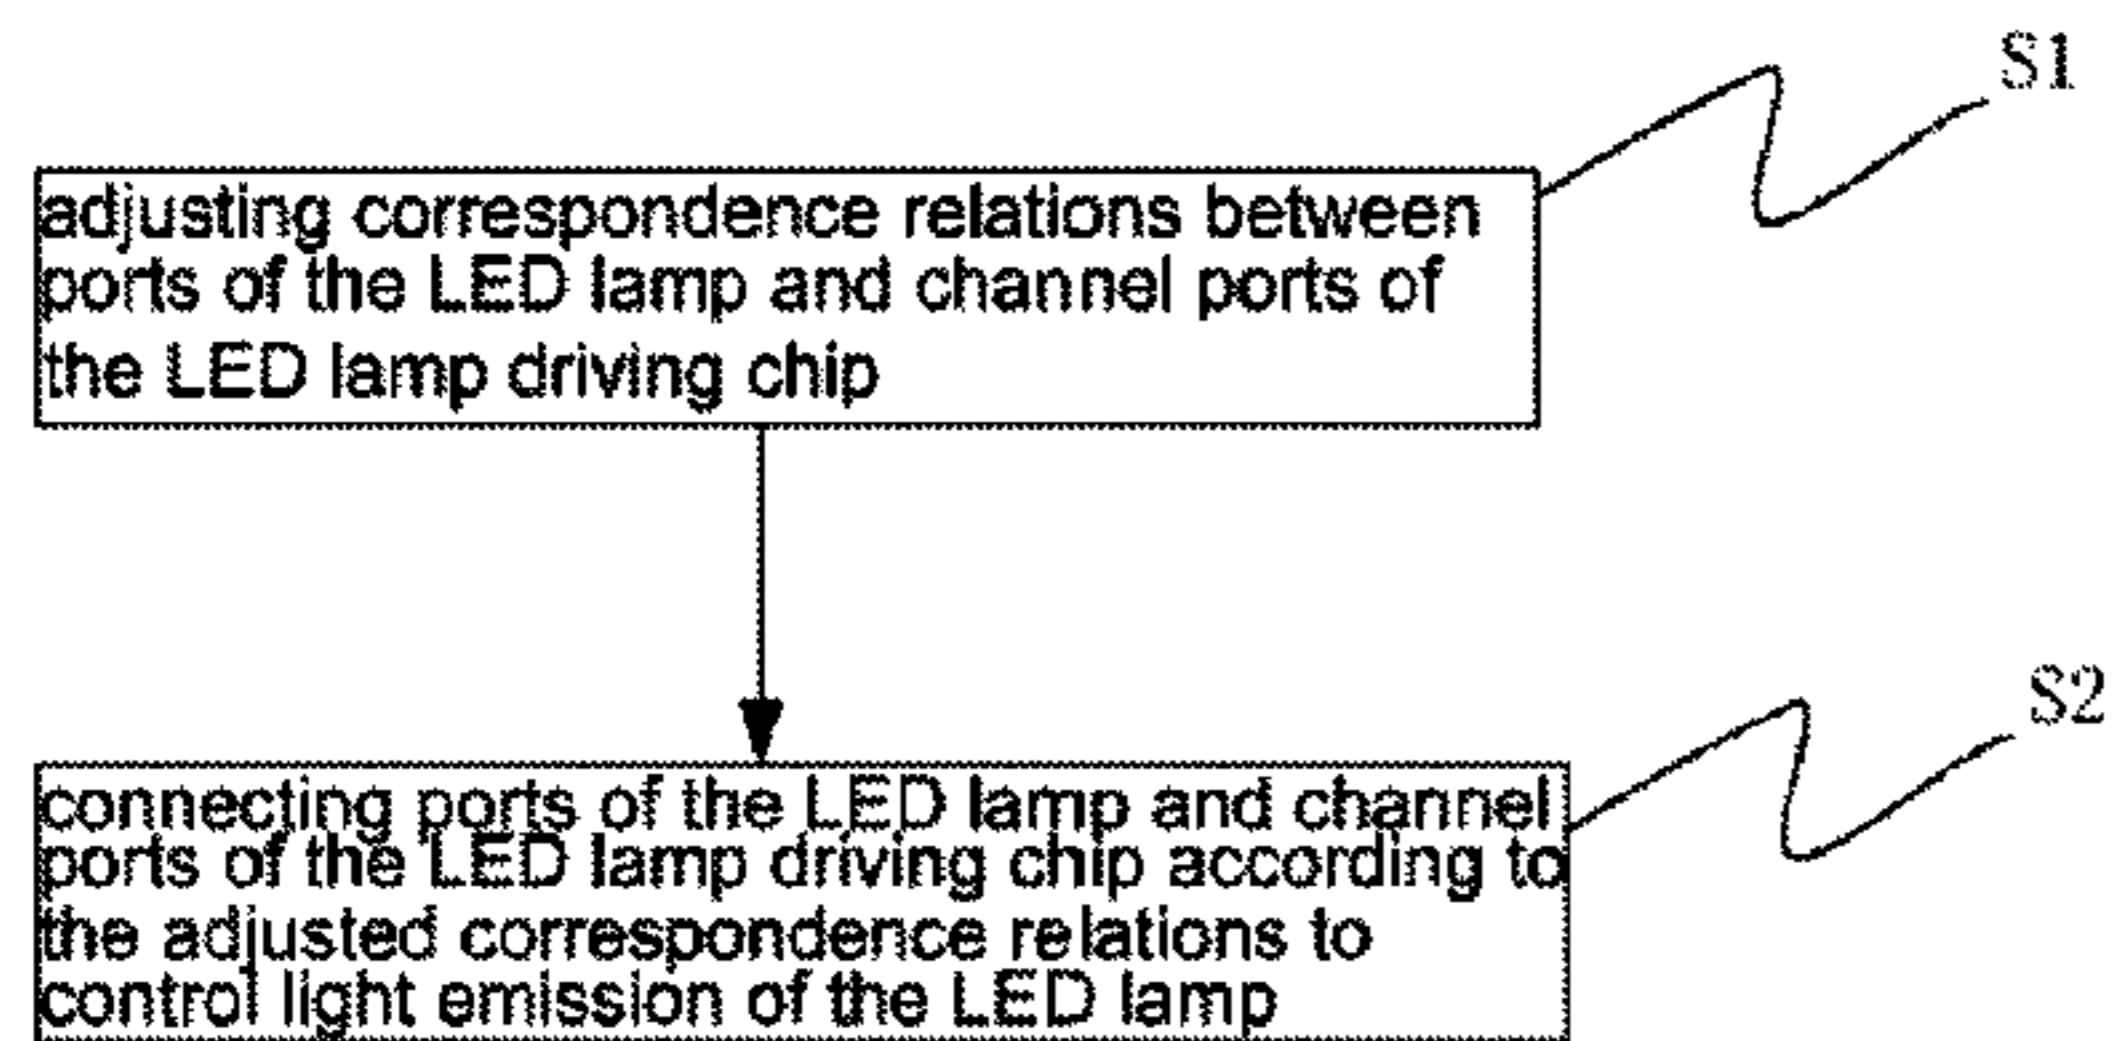 S1
adjusting correspondence relations between
ports of the LED lamp and channel ports of
the LED lamp driving chip
S2
connecting ports of the LED lamp and channel
ports of the LED lamp driving chip according to
the adjusted correspondence relations to
control light emission of the LED lamp